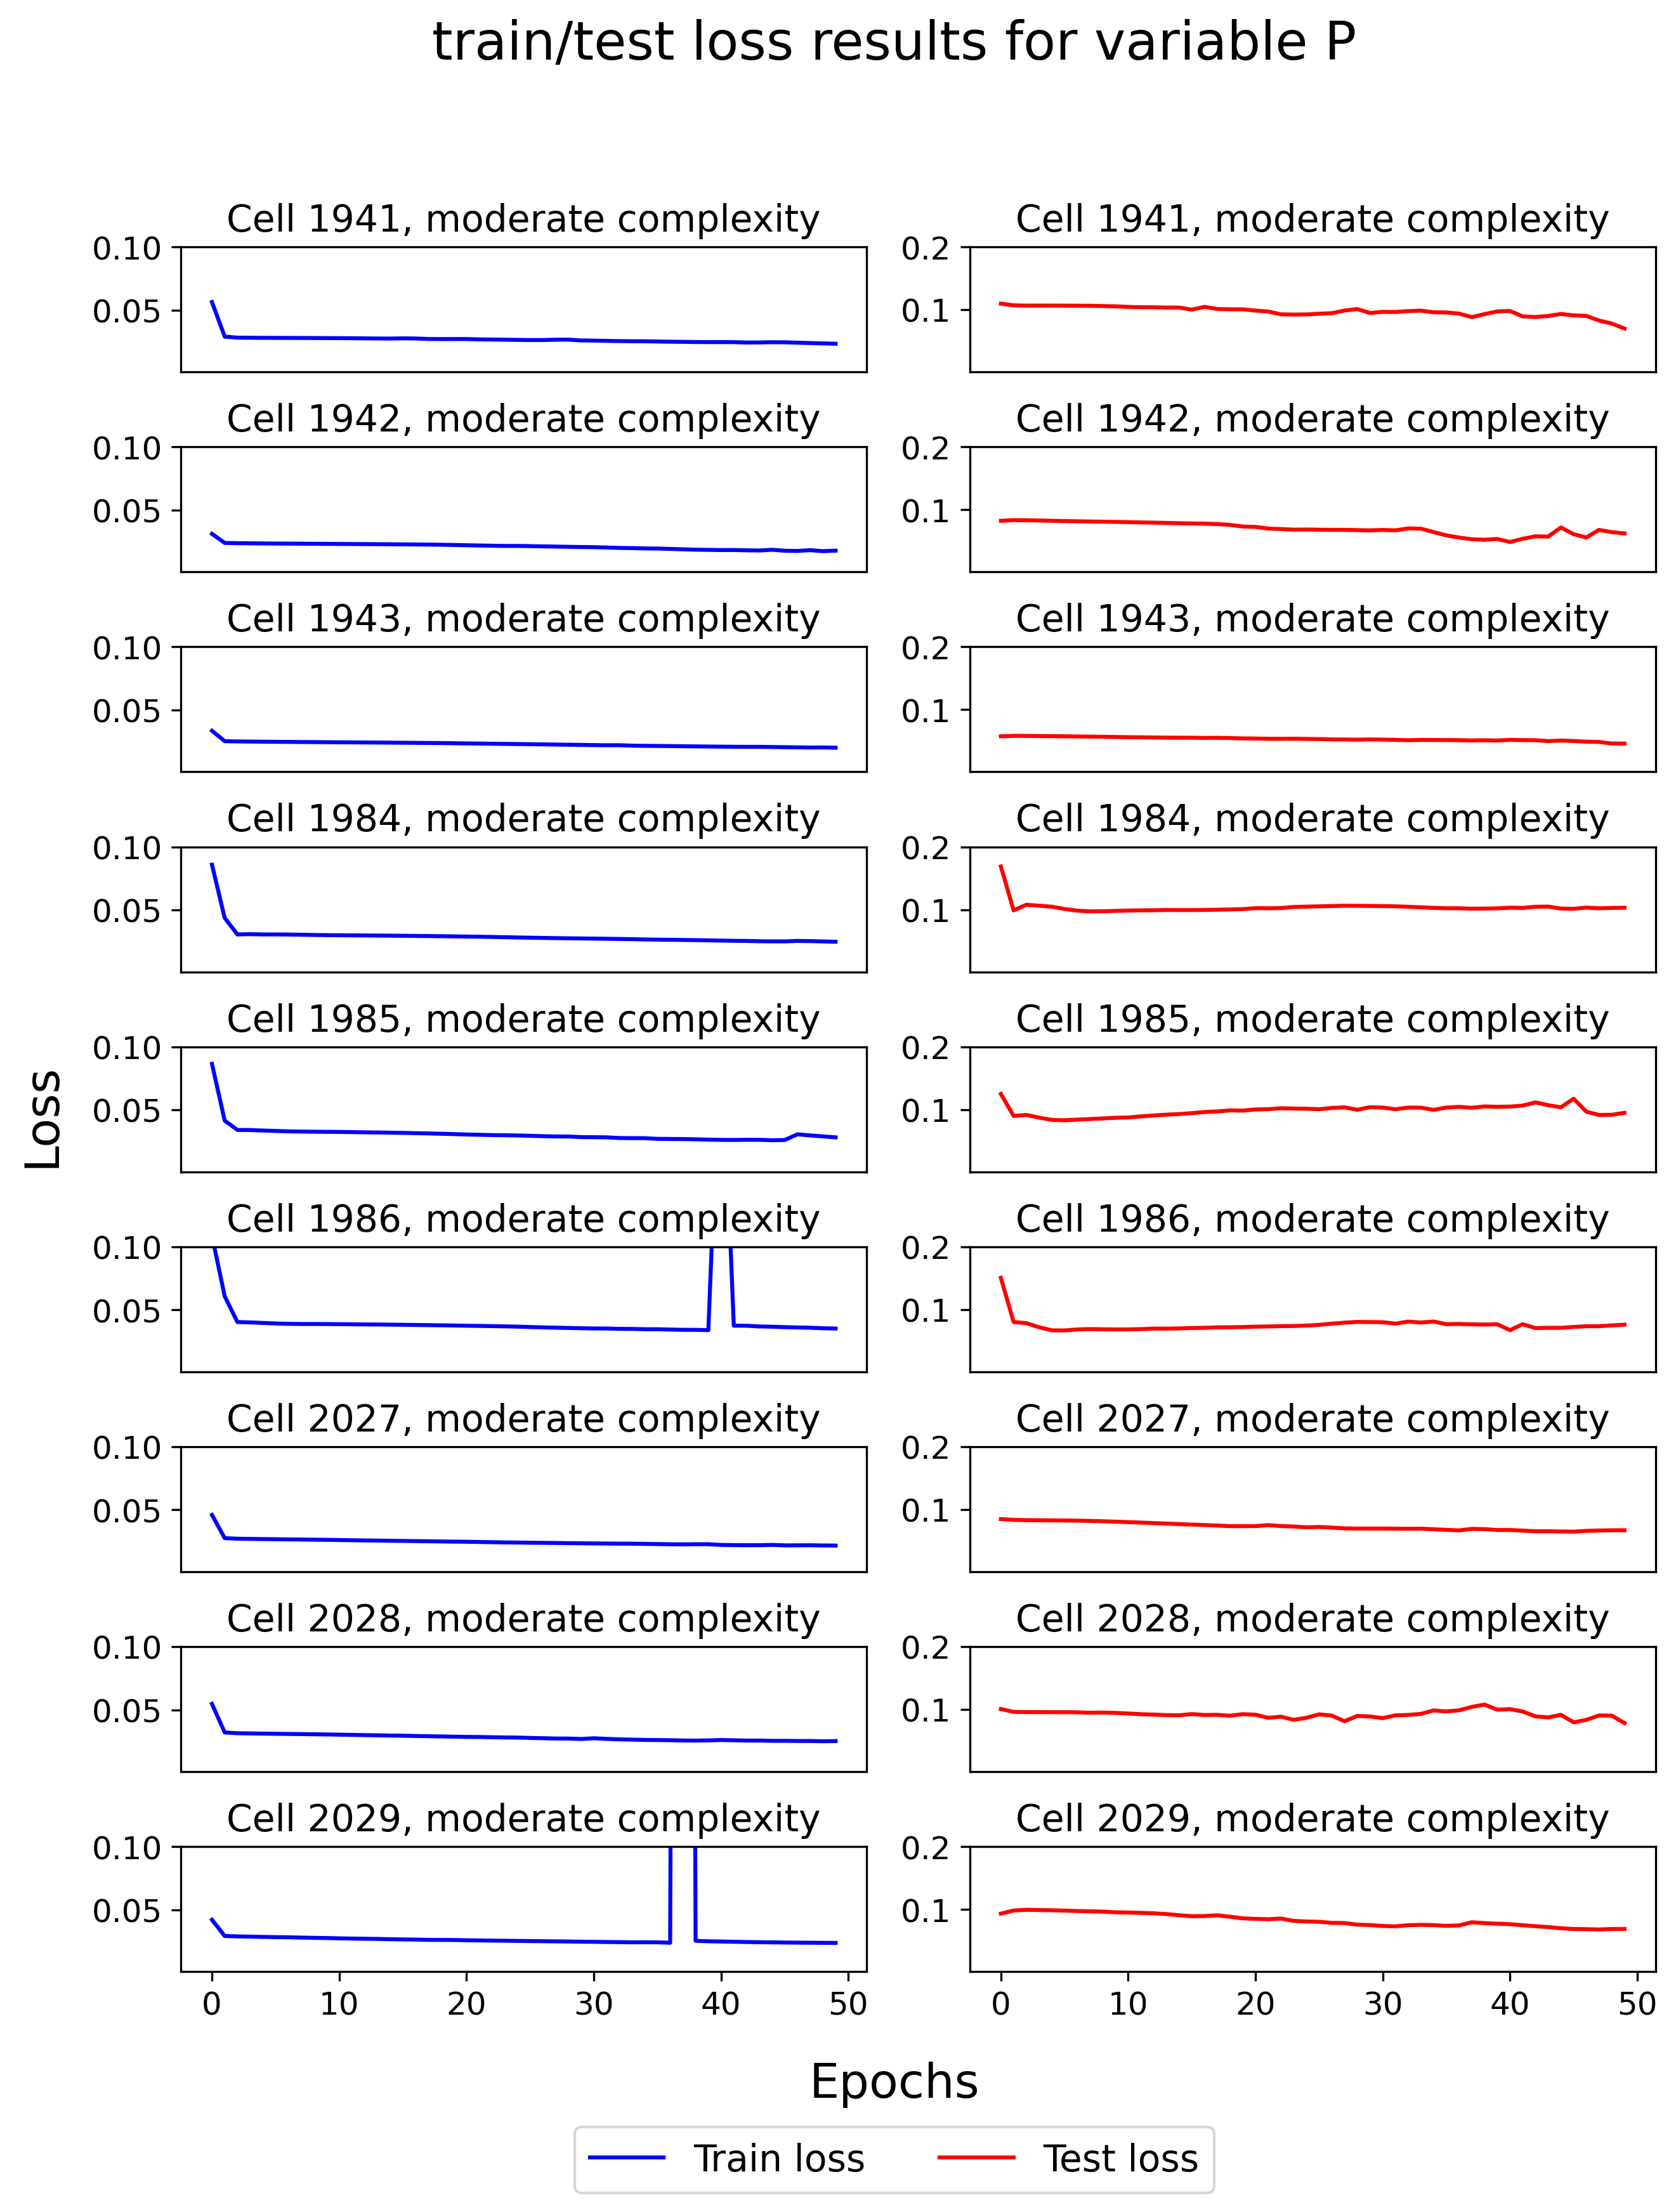 train/test loss results for variable P
Cell 1941, moderate complexity
Cell 1941, moderate complexity
0.10
0.05
0.2
0.1
Cell 1942, moderate complexity
Cell 1942, moderate complexity
0.10
0.05
0.2
0.1
Cell 1943, moderate complexity
Cell 1943, moderate complexity
0.10
0.05
0.2
0.1
Cell 1984, moderate complexity
Cell 1984, moderate complexity
0.10
0.05
0.2
0.1
Cell 1985, moderate complexity
Cell 1985, moderate complexity
0.10
0.05
0.2
0.1
Loss
Cell 1986, moderate complexity
Cell 1986, moderate complexity
0.10
0.05
0.2
0.1
Cell 2027, moderate complexity
Cell 2027, moderate complexity
0.10
0.05
0.2
0.1
Cell 2028, moderate complexity
Cell 2028, moderate complexity
0.10
0.05
0.2
0.1
Cell 2029, moderate complexity
Cell 2029, moderate complexity
0.10
0.05
0.2
0.1
0 10 20 30 40 50
0 10 20 30 40 50
Epochs
Train loss
Test loss